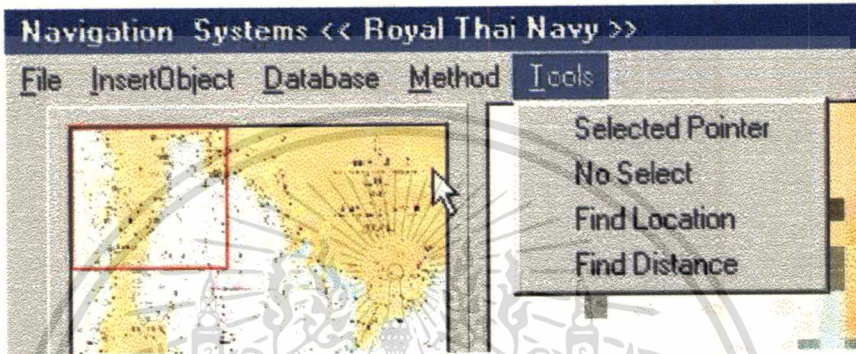 Navigation Systems << Royal Thai Navy >>
File InsertObject Database Method Tools
Selected Pointer
No Select
Find Location
Find Distance